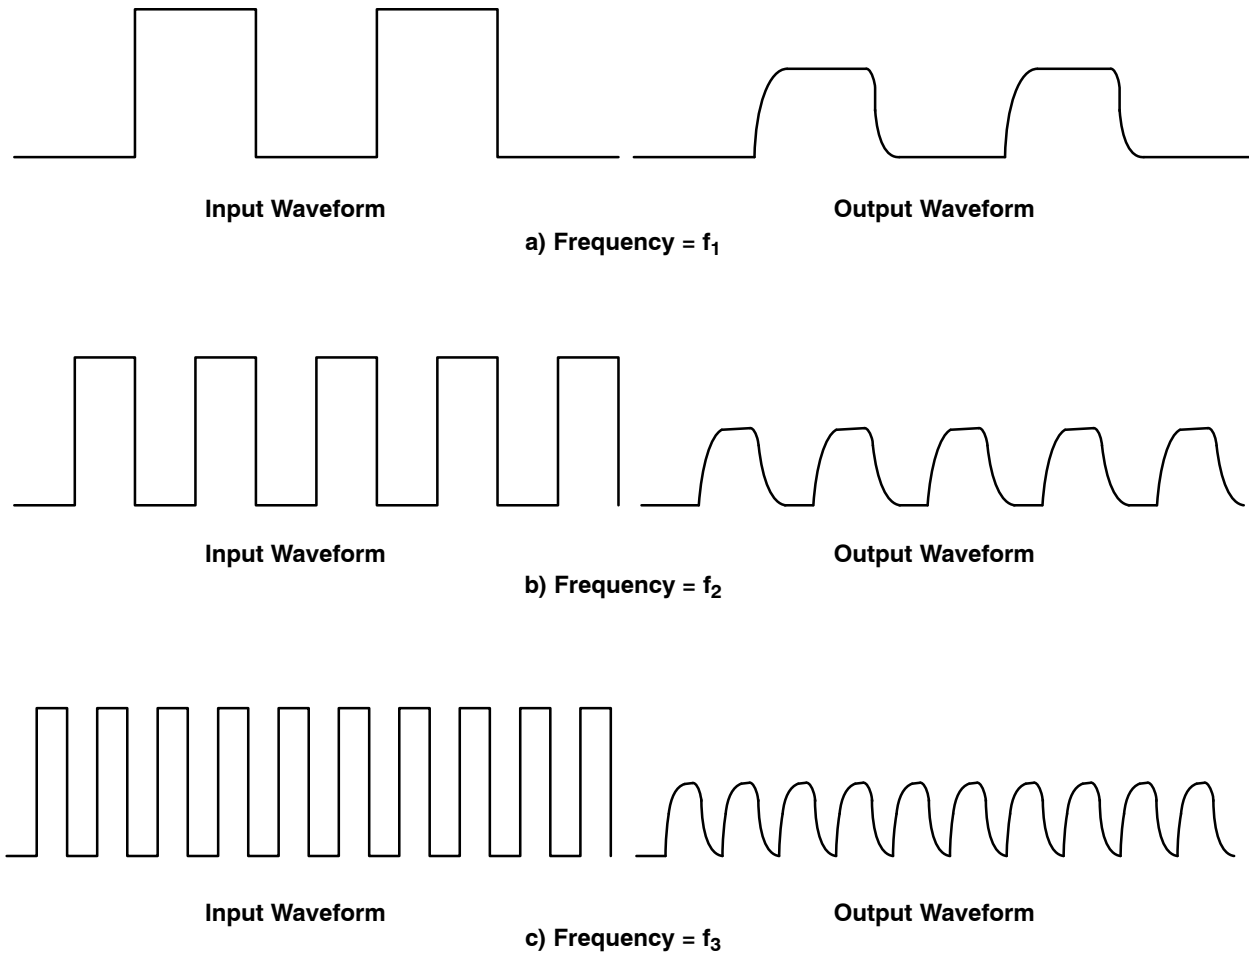 Input Waveform
Output Waveform
a) Frequency = f1
Input Waveform
Output Waveform
b) Frequency = f2
Input Waveform
Output Waveform
c) Frequency = f3